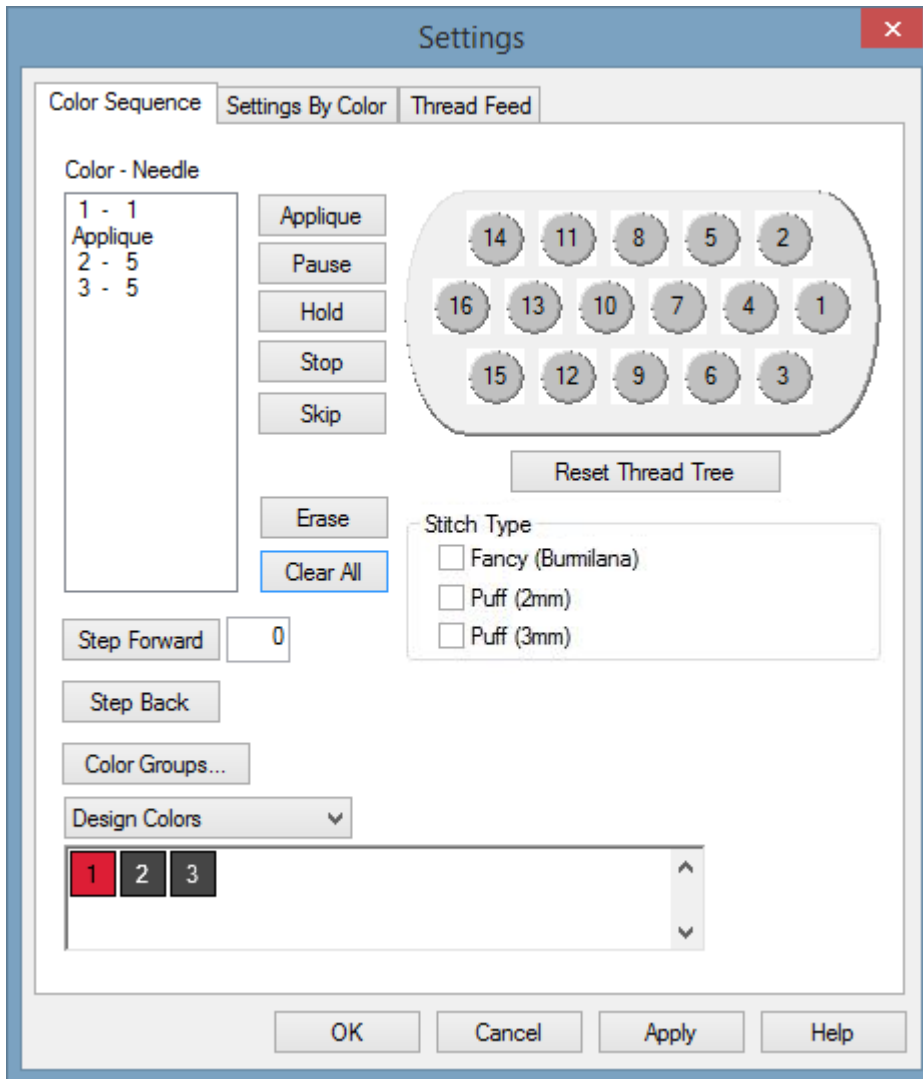 Settings
Color Sequence
Settings By Color
Thread Feed
Color - Needle
1 - 1
Applique
2 - 5
3 - 5
Applique
Pause
Hold
Stop
Skip
Erase
Clear All
14 11 8 5 2
16 13 10 7 4 1
15 12 9 6 3
Reset Thread Tree
Stitch Type
Fancy (Burmilana)
Puff (2mm)
Puff (3mm)
Step Forward
0
Step Back
Color Groups...
Design Colors
1 2 3
OK
Cancel
Apply
Help